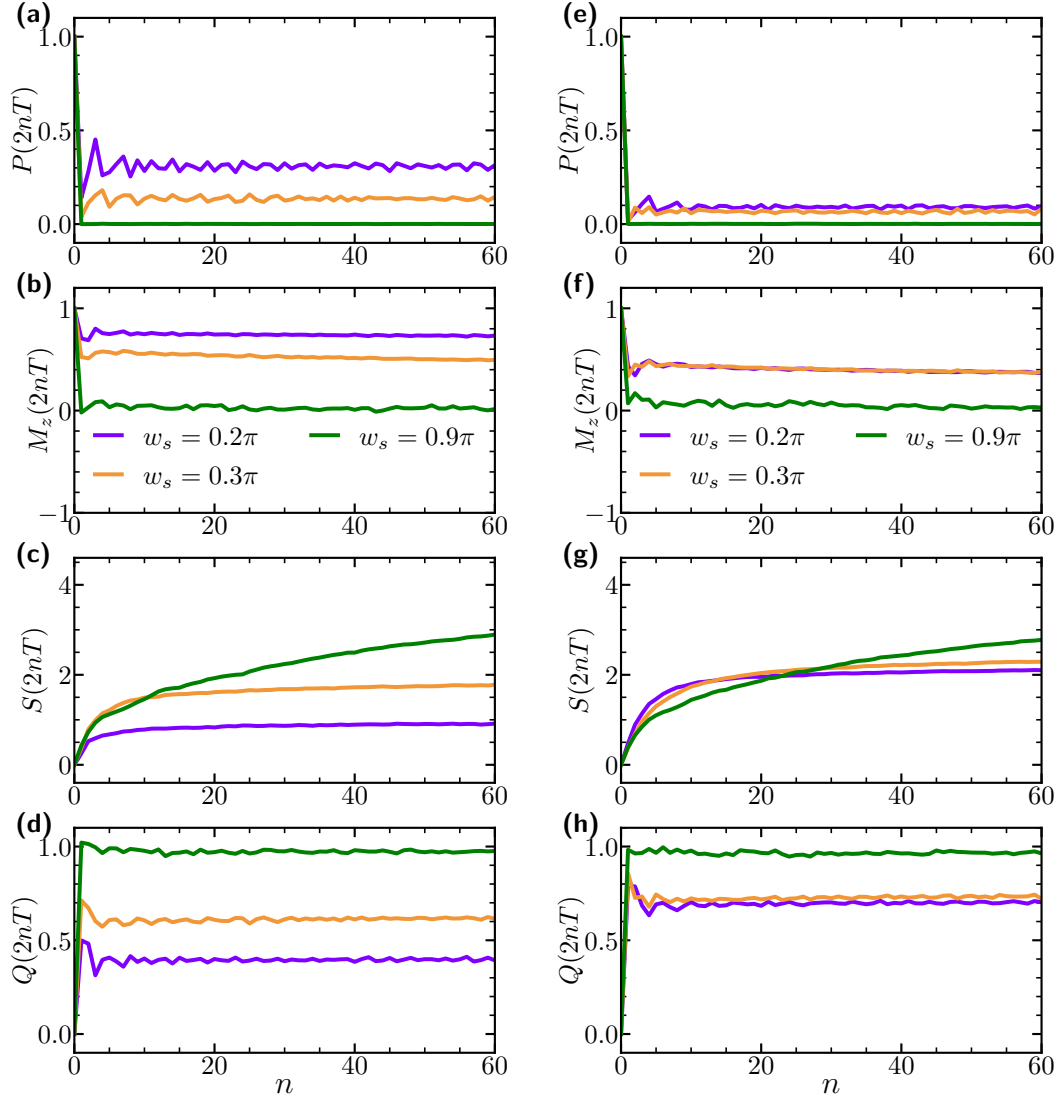 (a)
P(2nT)
1.0
0.5
0.0
0 20 40 60
(b)
M_z(2nT)
1
0
−1
w_s = 0.2π
w_s = 0.9π
w_s = 0.3π
0 20 40 60
(c)
S(2nT)
4
2
0
0 20 40 60
(d)
Q(2nT)
1.0
0.5
0.0
0 20 40 60
n
(e)
P(2nT)
1.0
0.5
0.0
0 20 40 60
(f)
M_z(2nT)
1
0
−1
w_s = 0.2π
w_s = 0.9π
w_s = 0.3π
0 20 40 60
(g)
S(2nT)
4
2
0
0 20 40 60
(h)
Q(2nT)
1.0
0.5
0.0
0 20 40 60
n